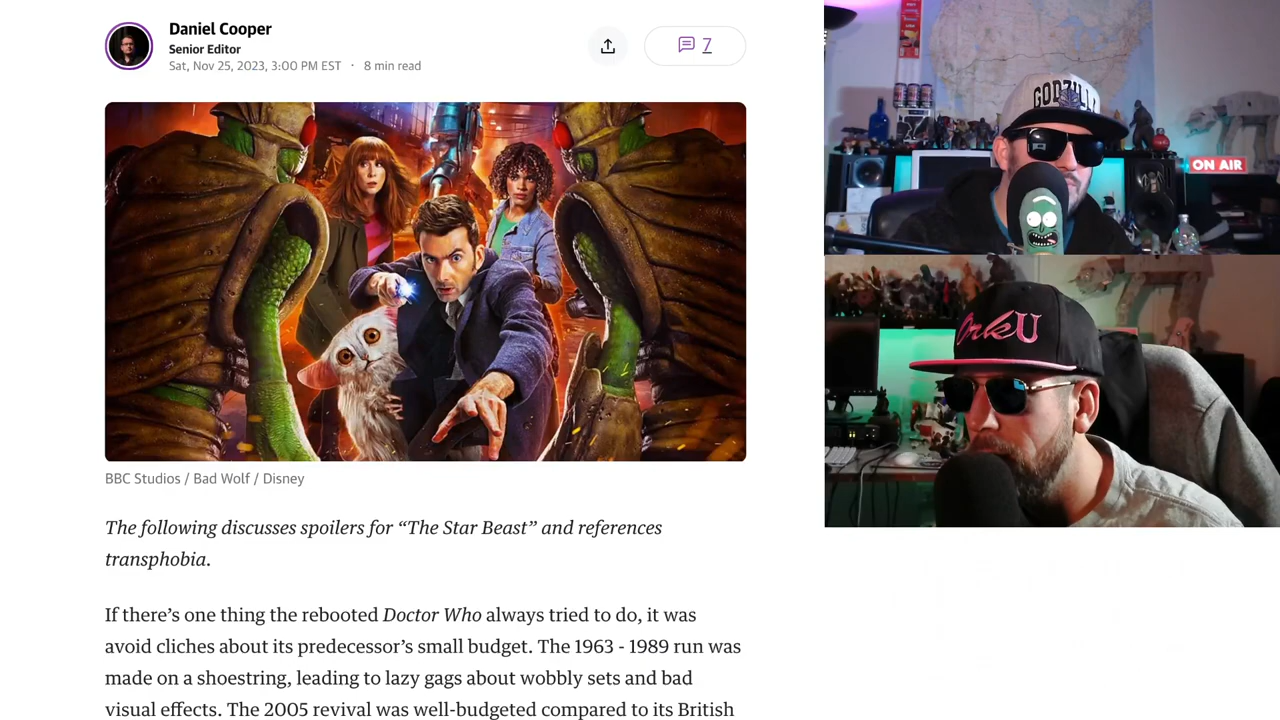 Daniel Cooper
Senior Editor
Sat, Nov 25, 2023, 3:00 PM EST · 8 min read
7
GODZILL
ON AIR
OrkU
BBC Studios / Bad Wolf / Disney
The following discusses spoilers for “The Star Beast” and references
transphobia.
If there’s one thing the rebooted Doctor Who always tried to do, it was
avoid cliches about its predecessor’s small budget. The 1963 - 1989 run was
made on a shoestring, leading to lazy gags about wobbly sets and bad
visual effects. The 2005 revival was well-budgeted compared to its British